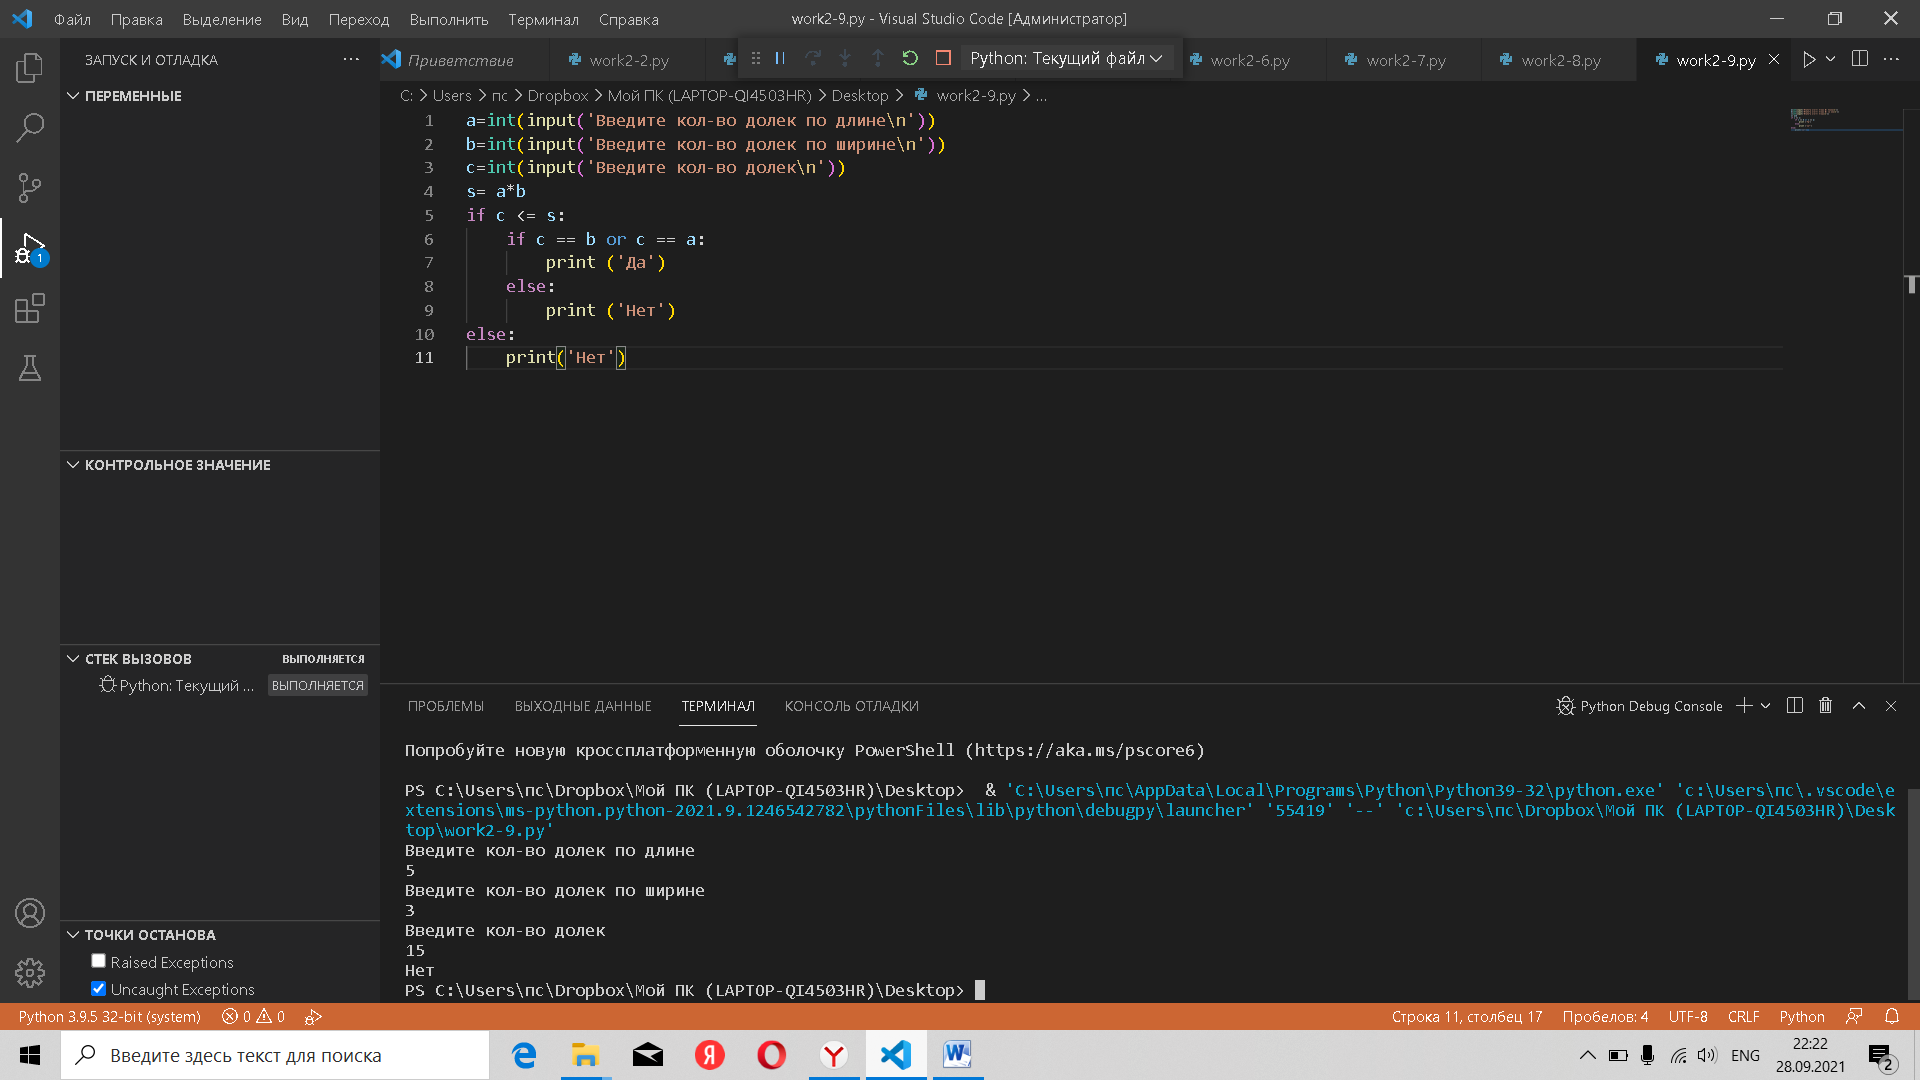 Файл Правка Выделение Вид Переход Выполнить Терминал Справка work2-9.py - Visual Studio Code [Администратор]
ЗАПУСК И ОТЛАДКА ... Приветствие work2-2.py Python: Текущий файл work2-6.py work2-7.py work2-8.py work2-9.py
ПЕРЕМЕННЫЕ
C: > Users > пс > Dropbox > Мой ПК (LAPTOP-QI4503HR) > Desktop > work2-9.py > ...
1 a=int(input('Введите кол-во долек по длине\n'))
2 b=int(input('Введите кол-во долек по ширине\n'))
3 c=int(input('Введите кол-во долек\n'))
4 s= a*b
5 if c <= s:
6 if c == b or c == a:
7 print ('Да')
8 else:
9 print ('Нет')
10 else:
11 print('Нет')
1
КОНТРОЛЬНОЕ ЗНАЧЕНИЕ
СТЕК ВЫЗОВОВ ВЫПОЛНЯЕТСЯ
Python: Текущий ... ВЫПОЛНЯЕТСЯ
ТОЧКИ ОСТАНОВА
Raised Exceptions
Uncaught Exceptions
ПРОБЛЕМЫ ВЫХОДНЫЕ ДАННЫЕ ТЕРМИНАЛ КОНСОЛЬ ОТЛАДКИ Python Debug Console
Попробуйте новую кроссплатформенную оболочку PowerShell (https://aka.ms/pscore6)
PS C:\Users\пс\Dropbox\Мой ПК (LAPTOP-QI4503HR)\Desktop>  & 'C:\Users\пс\AppData\Local\Programs\Python\Python39-32\python.exe' 'c:\Users\пс\.vscode\e
xtensions\ms-python.python-2021.9.1246542782\pythonFiles\lib\python\debugpy\launcher' '55419' '--' 'c:\Users\пс\Dropbox\Мой ПК (LAPTOP-QI4503HR)\Desk
top\work2-9.py'
Введите кол-во долек по длине
5
Введите кол-во долек по ширине
3
Введите кол-во долек
15
Нет
PS C:\Users\пс\Dropbox\Мой ПК (LAPTOP-QI4503HR)\Desktop>
Python 3.9.5 32-bit (system) 0 0 Строка 11, столбец 17 Пробелов: 4 UTF-8 CRLF Python
Введите здесь текст для поиска ENG 22:22
28.09.2021 2